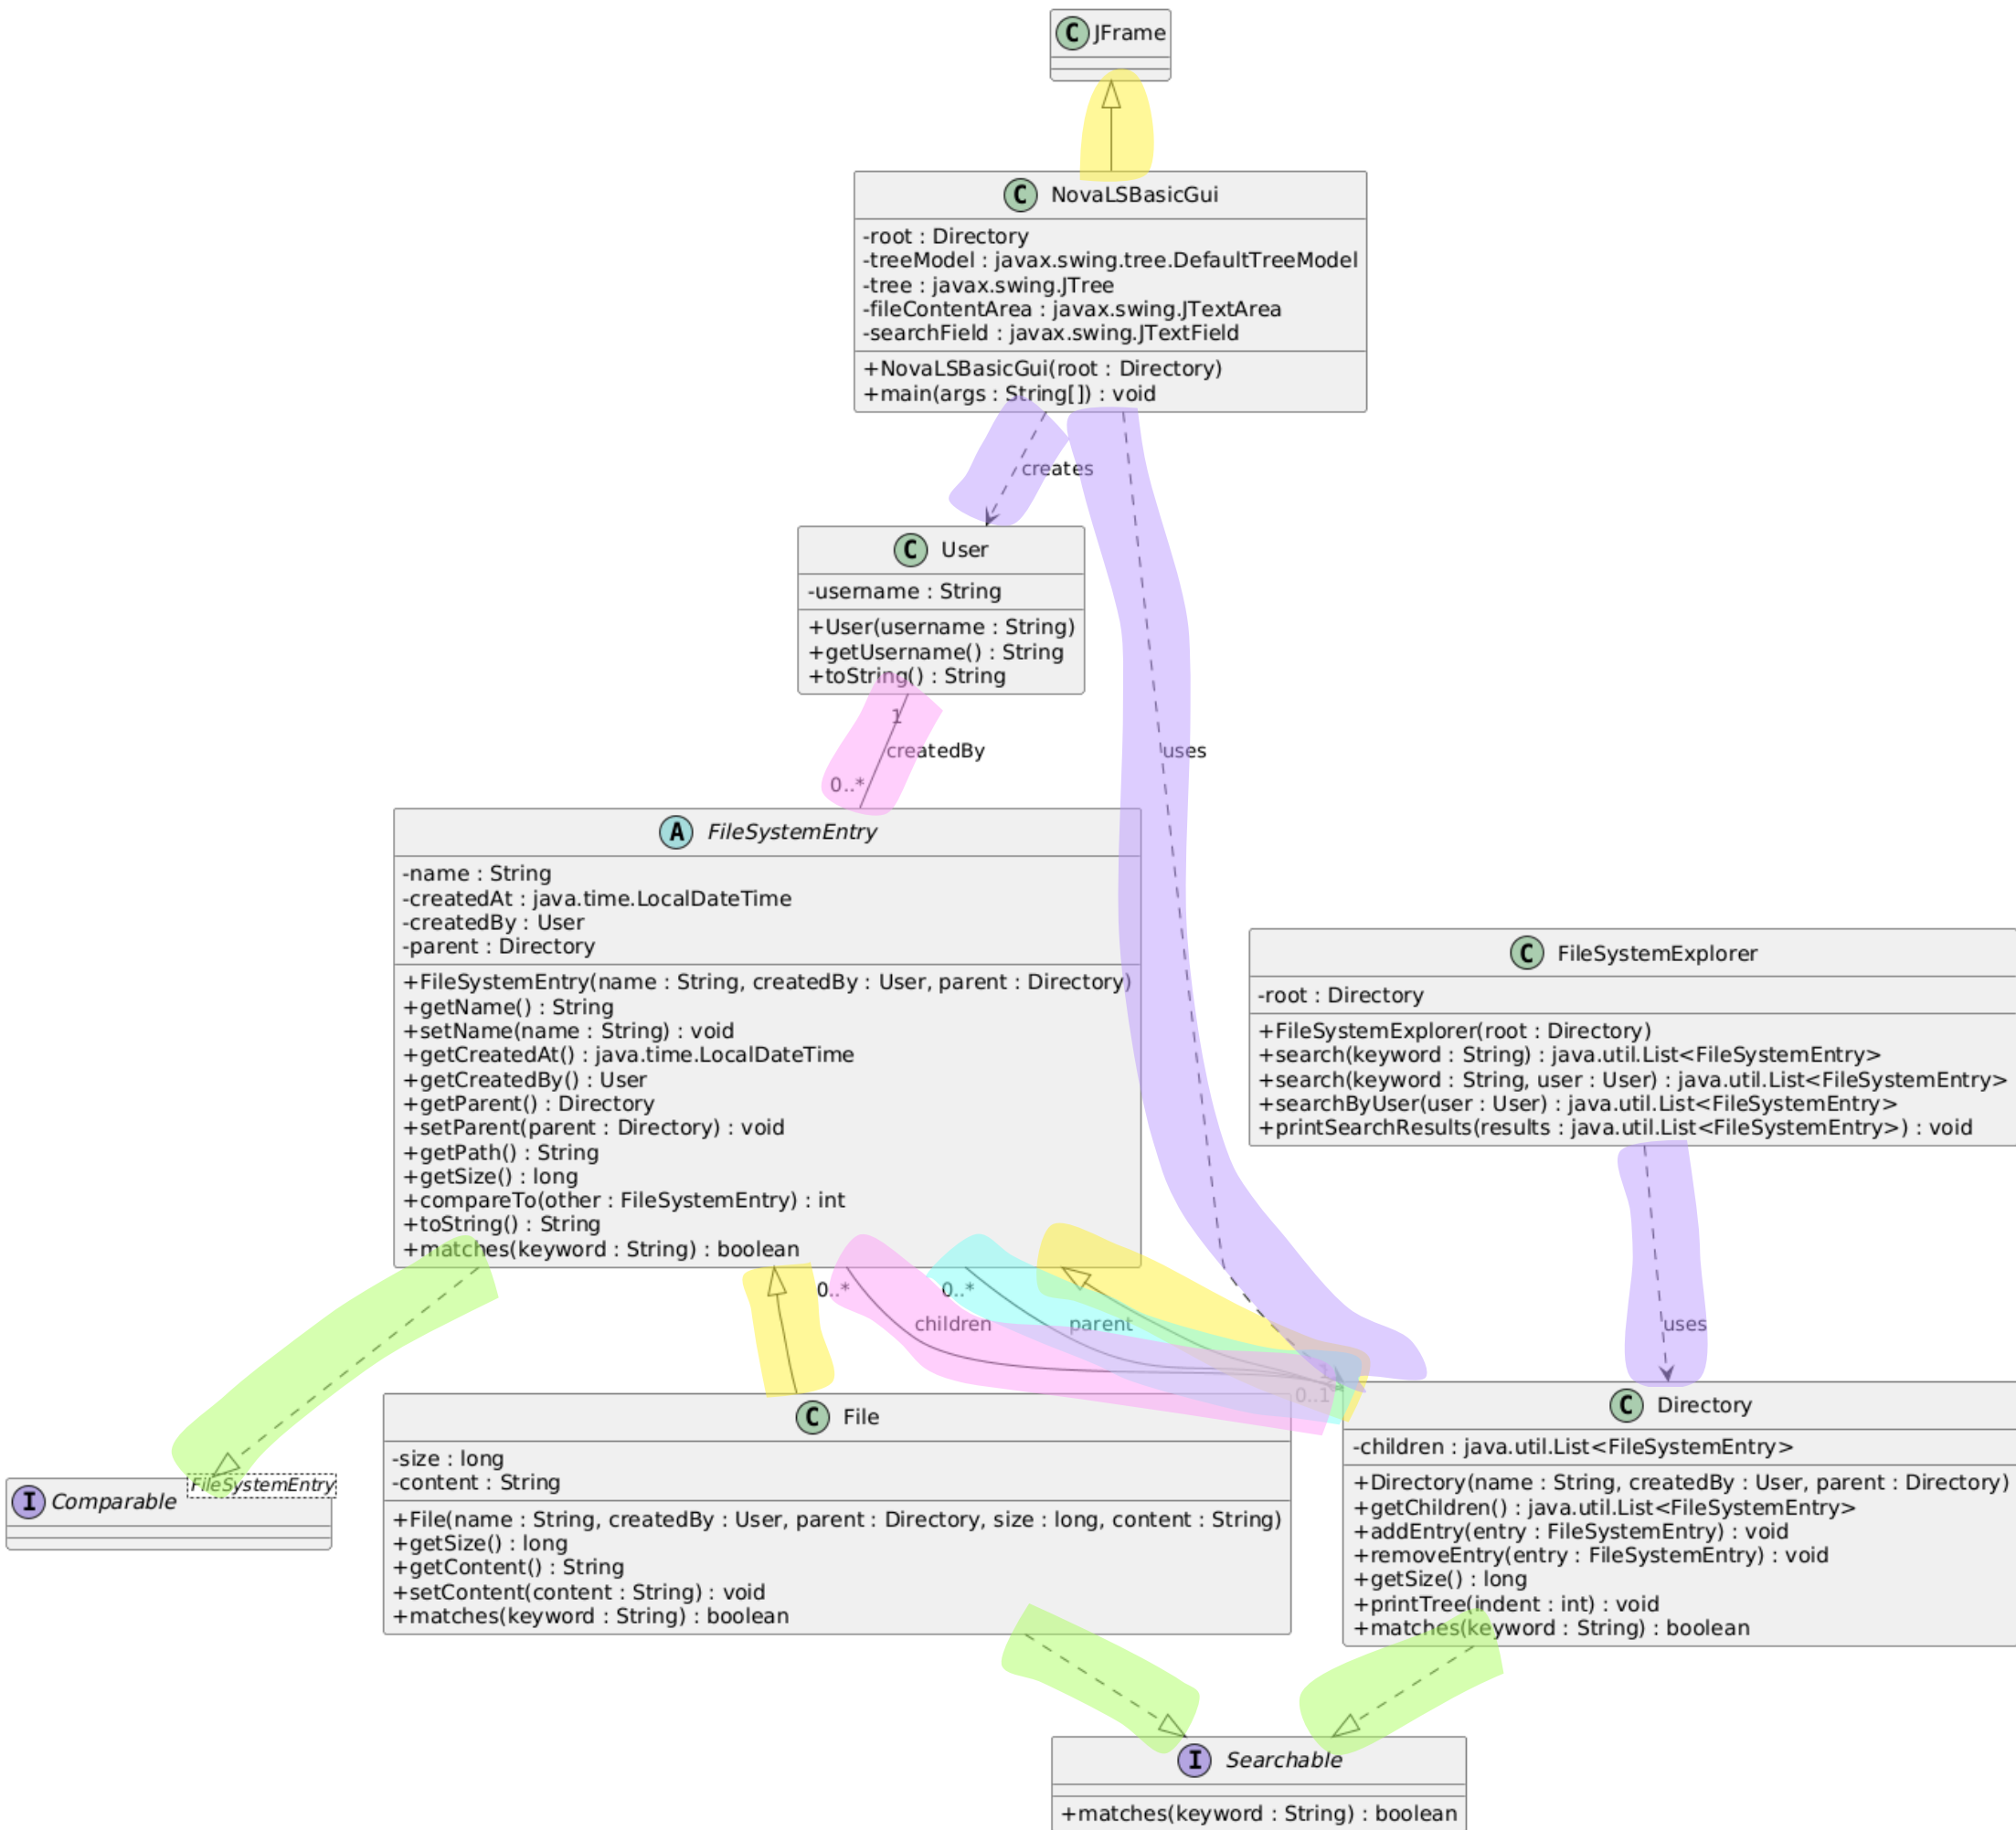 C JFrame
C NovaLSBasicGui
-root : Directory
-treeModel : javax.swing.tree.DefaultTreeModel
-tree : javax.swing.JTree
-fileContentArea : javax.swing.JTextArea
-searchField : javax.swing.JTextField
+NovaLSBasicGui(root : Directory)
+main(args : String[]) : void
creates
C User
-username : String
+User(username : String)
+getUsername() : String
+toString() : String
1
createdBy
uses
0..*
A FileSystemEntry
-name : String
-createdAt : java.time.LocalDateTime
-createdBy : User
-parent : Directory
+FileSystemEntry(name : String, createdBy : User, parent : Directory)
+getName() : String
+setName(name : String) : void
+getCreatedAt() : java.time.LocalDateTime
+getCreatedBy() : User
+getParent() : Directory
+setParent(parent : Directory) : void
+getPath() : String
+getSize() : long
+compareTo(other : FileSystemEntry) : int
+toString() : String
+matches(keyword : String) : boolean
C FileSystemExplorer
-root : Directory
+FileSystemExplorer(root : Directory)
+search(keyword : String) : java.util.List<FileSystemEntry>
+search(keyword : String, user : User) : java.util.List<FileSystemEntry>
+searchByUser(user : User) : java.util.List<FileSystemEntry>
+printSearchResults(results : java.util.List<FileSystemEntry>) : void
0..*
0..*
children
parent
uses
1
0..1
FileSystemEntry
I Comparable
C File
-size : long
-content : String
+File(name : String, createdBy : User, parent : Directory, size : long, content : String)
+getSize() : long
+getContent() : String
+setContent(content : String) : void
+matches(keyword : String) : boolean
C Directory
-children : java.util.List<FileSystemEntry>
+Directory(name : String, createdBy : User, parent : Directory)
+getChildren() : java.util.List<FileSystemEntry>
+addEntry(entry : FileSystemEntry) : void
+removeEntry(entry : FileSystemEntry) : void
+getSize() : long
+printTree(indent : int) : void
+matches(keyword : String) : boolean
I Searchable
+matches(keyword : String) : boolean